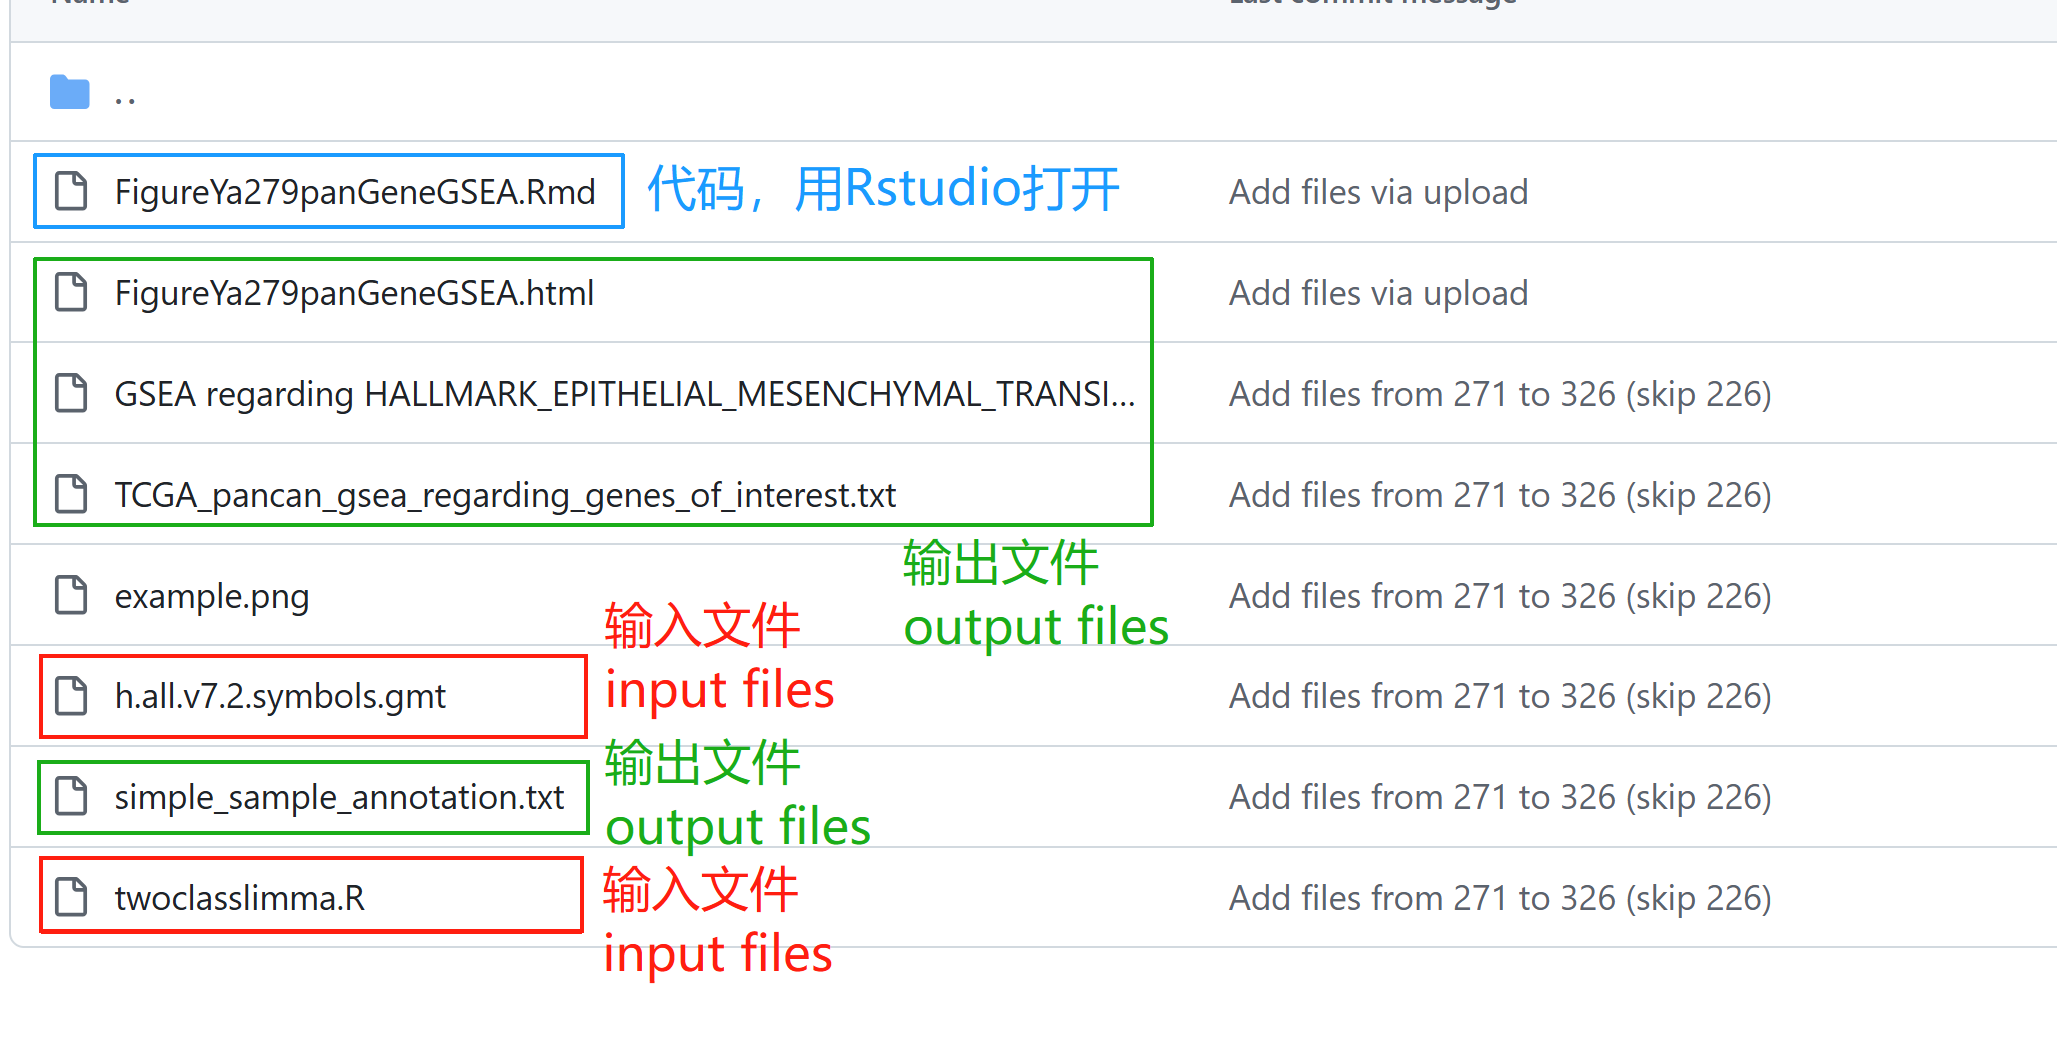 Name
Last commit message
..
FigureYa279panGeneGSEA.Rmd
代码，用Rstudio打开
Add files via upload
FigureYa279panGeneGSEA.html
Add files via upload
GSEA regarding HALLMARK_EPITHELIAL_MESENCHYMAL_TRANSI...
Add files from 271 to 326 (skip 226)
TCGA_pancan_gsea_regarding_genes_of_interest.txt
Add files from 271 to 326 (skip 226)
输出文件
output files
example.png
Add files from 271 to 326 (skip 226)
输入文件
input files
h.all.v7.2.symbols.gmt
Add files from 271 to 326 (skip 226)
输出文件
output files
simple_sample_annotation.txt
Add files from 271 to 326 (skip 226)
输入文件
input files
twoclasslimma.R
Add files from 271 to 326 (skip 226)